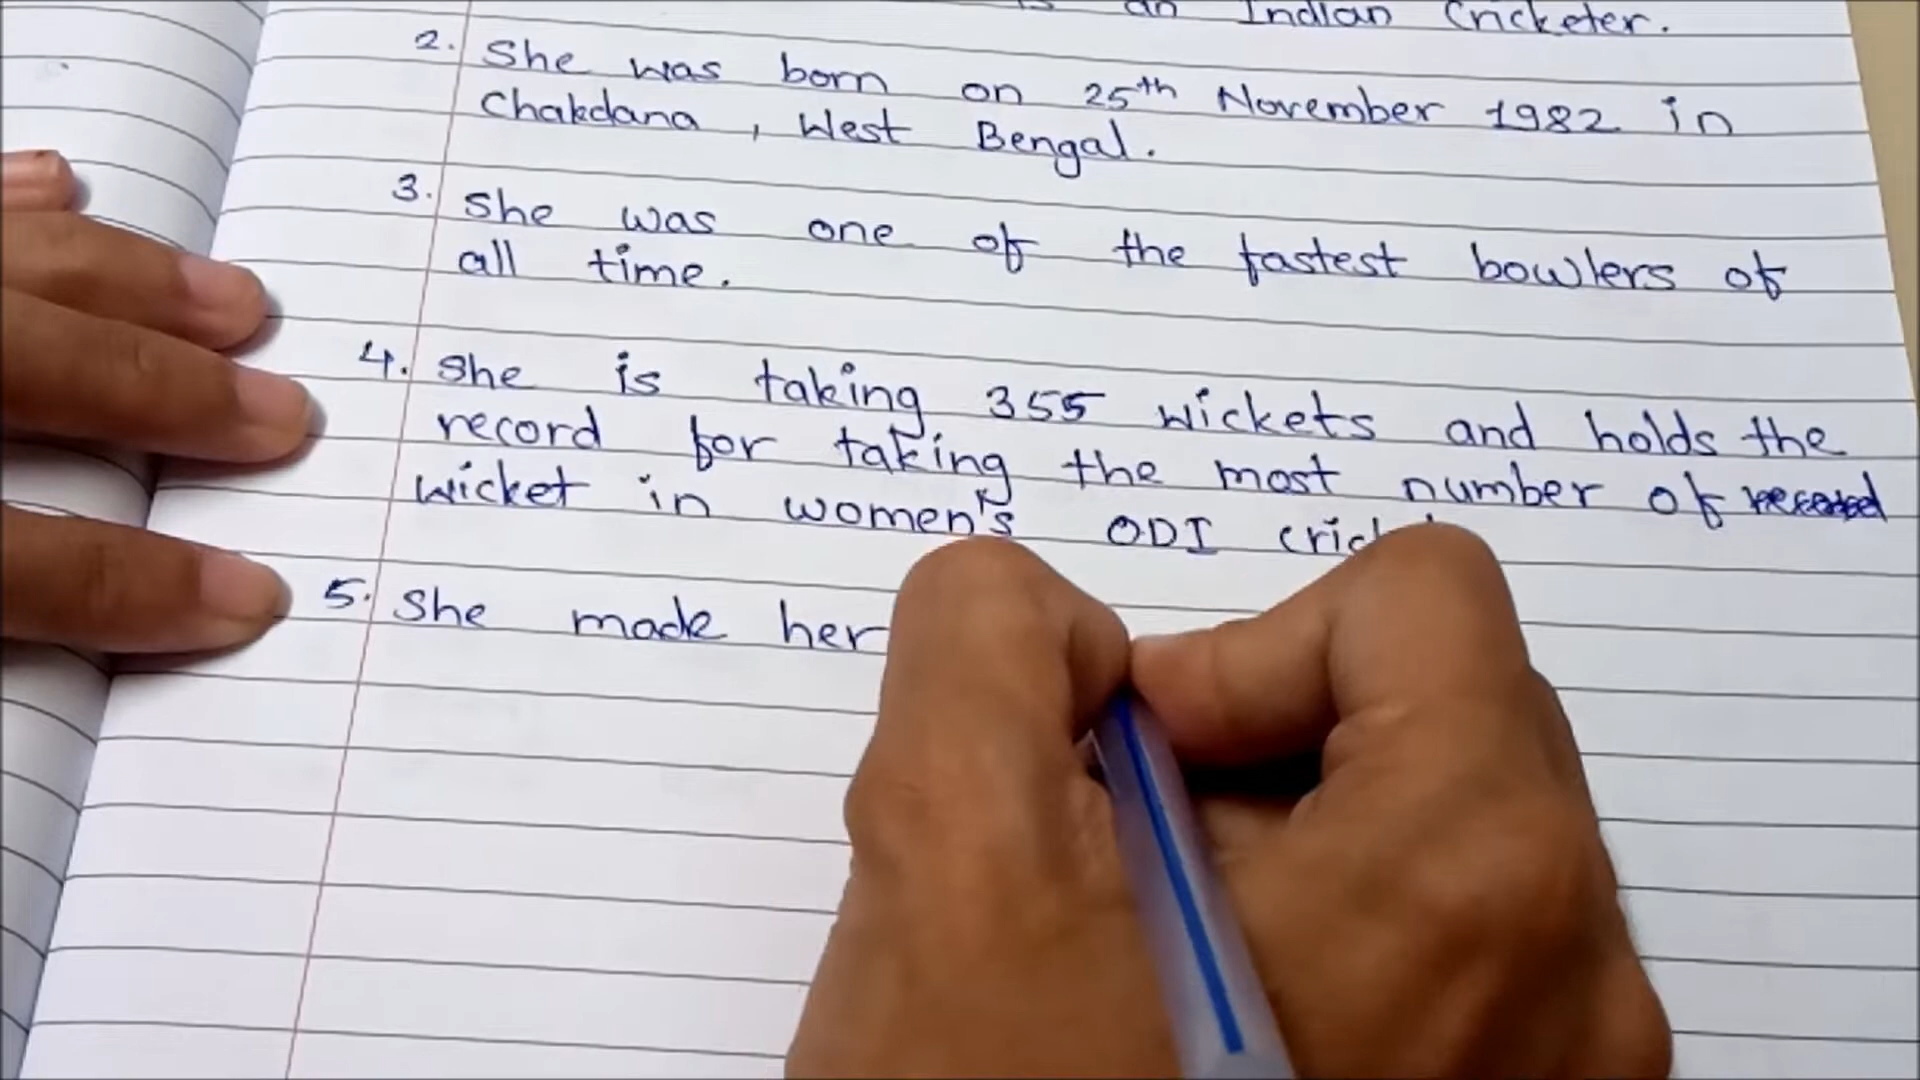 an Indian Cricketer.
2. She was born on 25th November 1982 in
Chakdana, West Bengal.
3. She was one of the fastest bowlers of
all time.
4. She is taking 355 wickets and holds the
record for taking the most number of
wicket in women's ODI
5. She made her